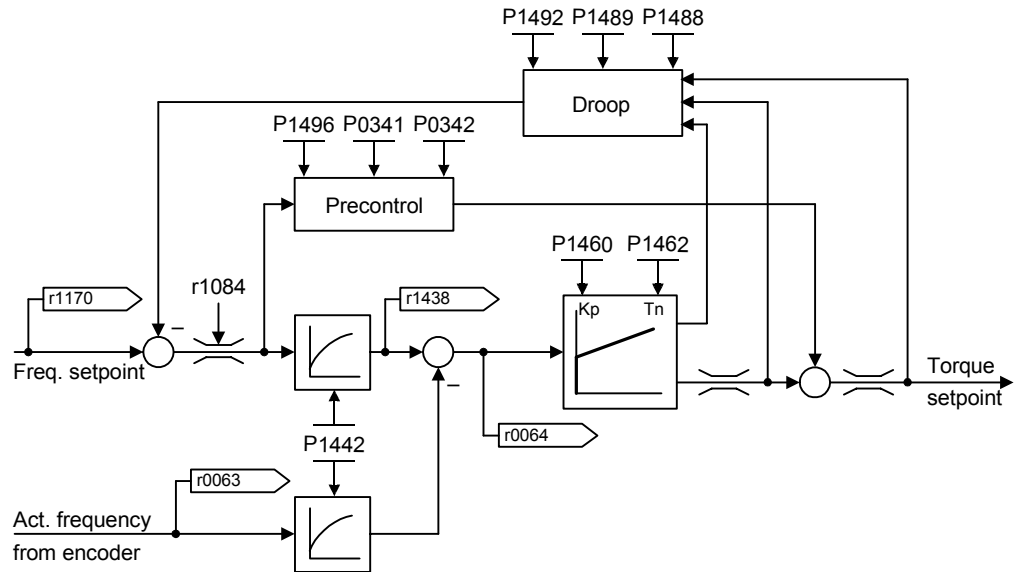 P1492 P1489 P1488
Droop
P1496 P0341 P0342
Precontrol
P1460 P1462
r1170
r1084
r1438
Kp Tn
–
Freq. setpoint
–
Torque
setpoint
P1442
r0064
r0063
Act. frequency
from encoder